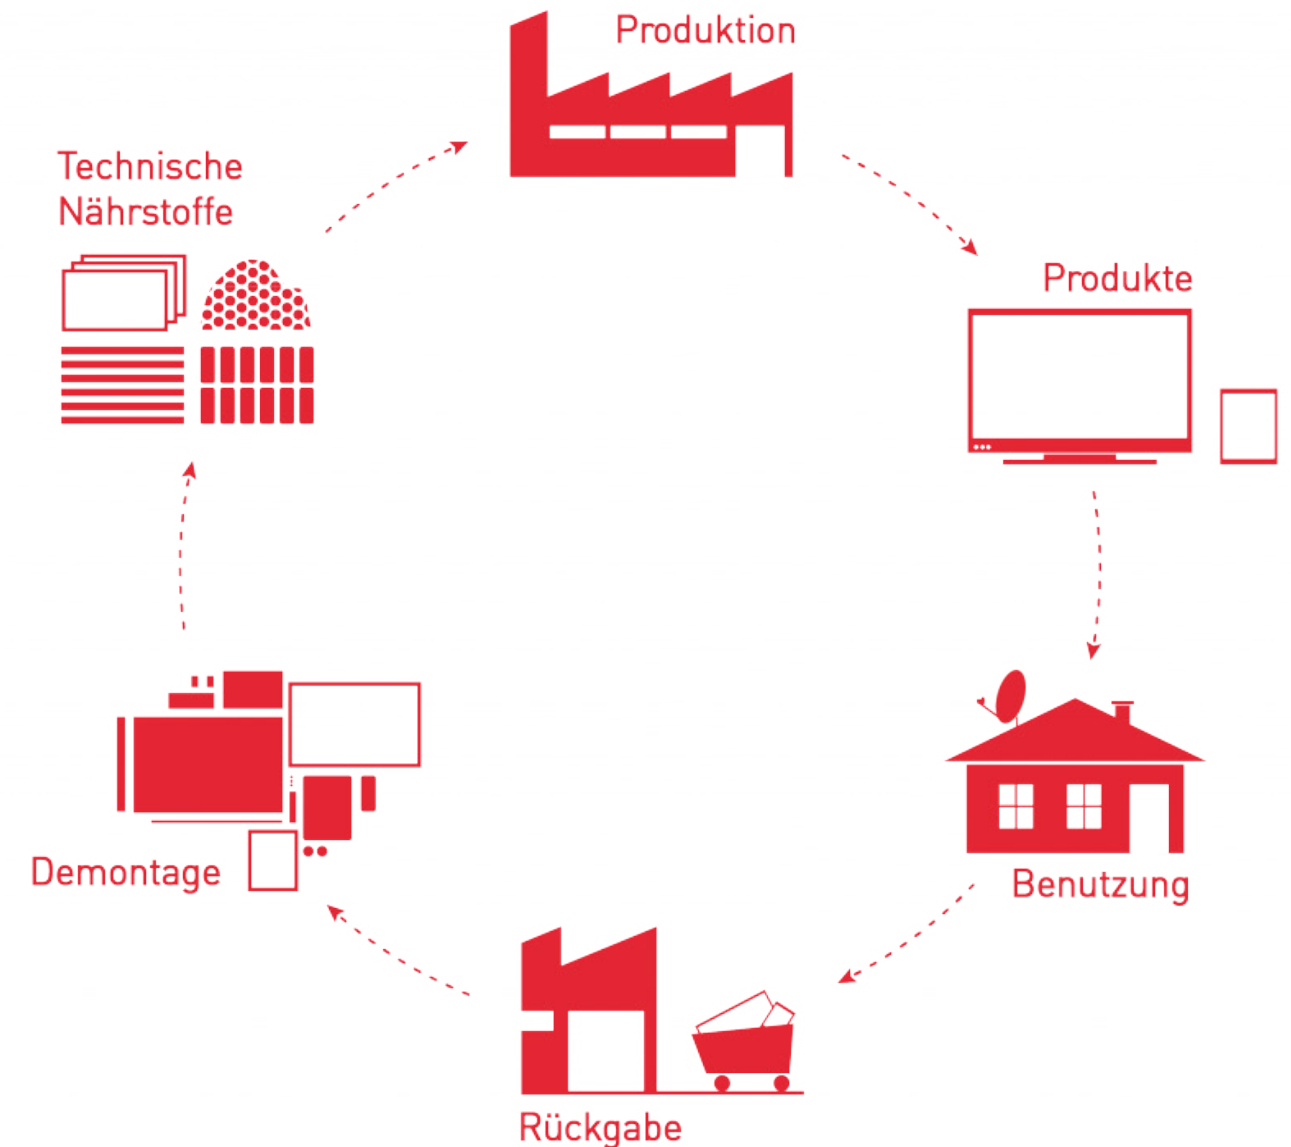 Produktion
Technische
Nährstoffe
Produkte
Benutzung
Demontage
Rückgabe